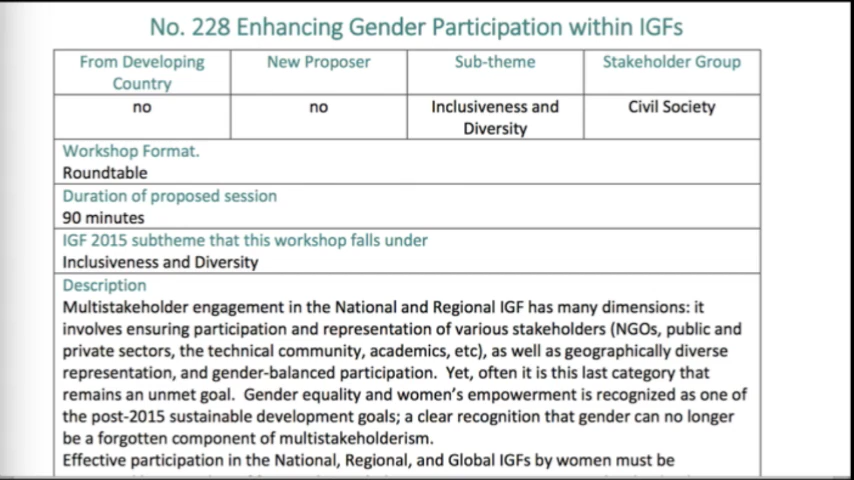 No. 228 Enhancing Gender Participation within IGFs
From Developing Country
New Proposer
Sub-theme
Stakeholder Group
no
no
Inclusiveness and Diversity
Civil Society
Workshop Format.
Roundtable
Duration of proposed session
90 minutes
IGF 2015 subtheme that this workshop falls under
Inclusiveness and Diversity
Description
Multistakeholder engagement in the National and Regional IGF has many dimensions: it
involves ensuring participation and representation of various stakeholders (NGOs, public and
private sectors, the technical community, academics, etc), as well as geographically diverse
representation, and gender-balanced participation. Yet, often it is this last category that
remains an unmet goal. Gender equality and women's empowerment is recognized as one of
the post-2015 sustainable development goals; a clear recognition that gender can no longer
be a forgotten component of multistakeholderism.
Effective participation in the National, Regional, and Global IGFs by women must be